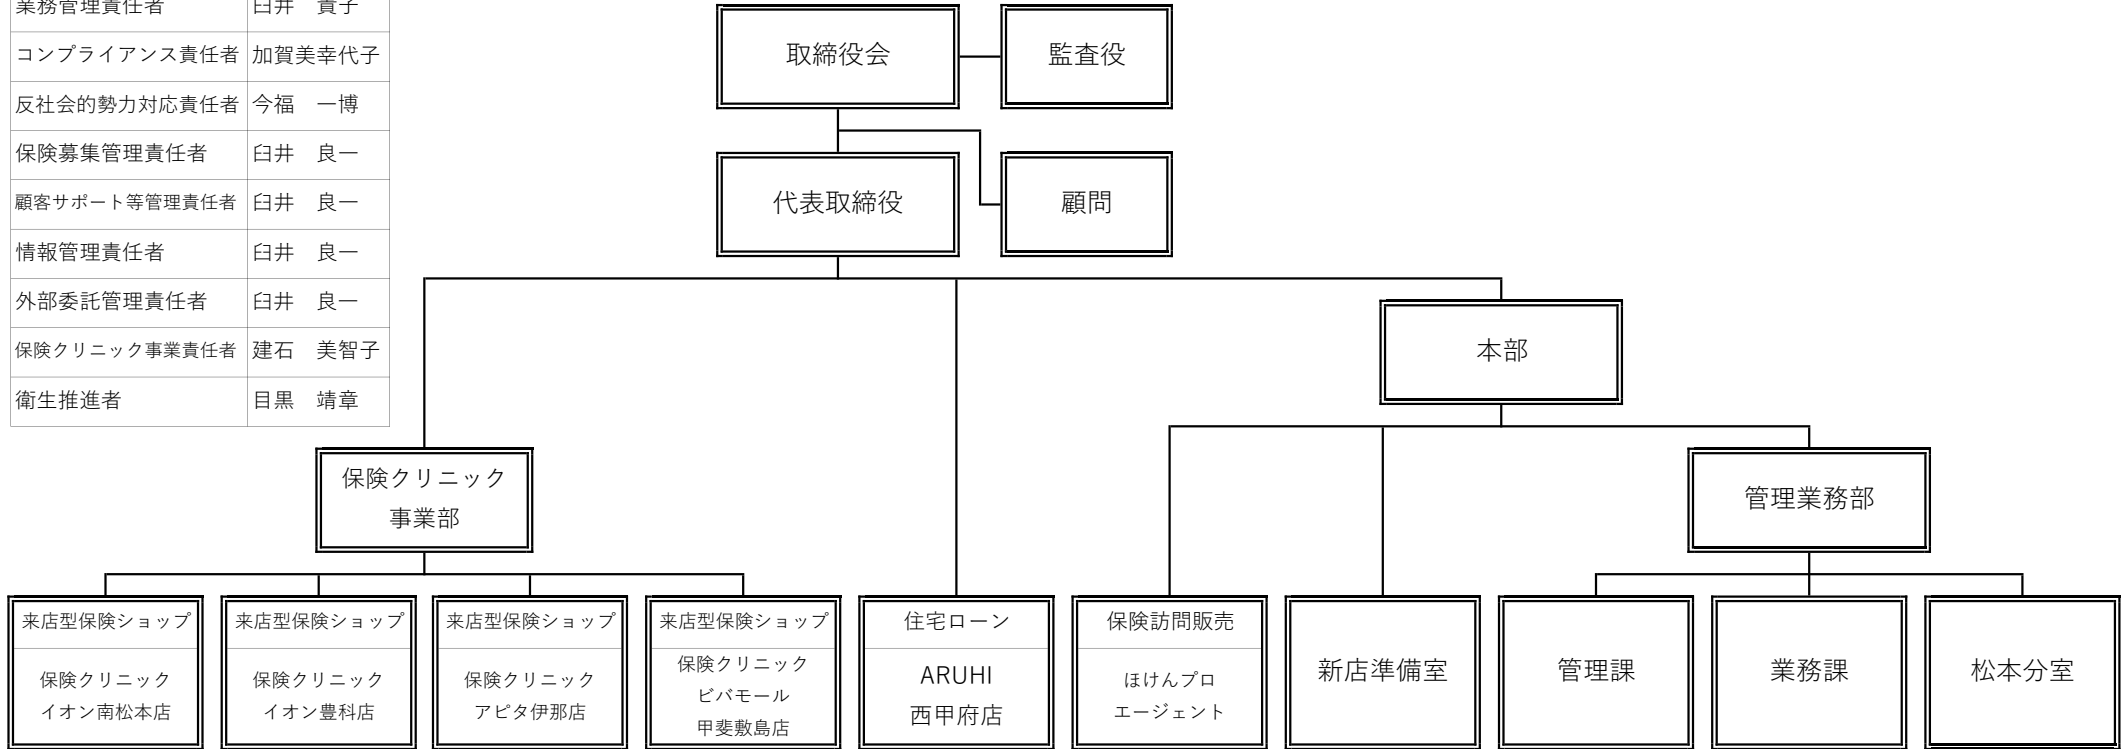 業務管理責任者 臼井 貴子
コンプライアンス責任者 加賀美幸代子
反社会的勢力対応責任者 今福 一博
保険募集管理責任者 臼井 良一
顧客サポート等管理責任者 臼井 良一
情報管理責任者 臼井 良一
外部委託管理責任者 臼井 良一
保険クリニック事業責任者 建石 美智子
衛生推進者 目黒 靖章
取締役会
監査役
代表取締役
顧問
本部
保険クリニック
事業部
管理業務部
来店型保険ショップ
保険クリニック
イオン南松本店
来店型保険ショップ
保険クリニック
イオン豊科店
来店型保険ショップ
保険クリニック
アピタ伊那店
来店型保険ショップ
保険クリニック
ビバモール
甲斐敷島店
住宅ローン
ARUHI
西甲府店
保険訪問販売
ほけんプロ
エージェント
新店準備室
管理課
業務課
松本分室